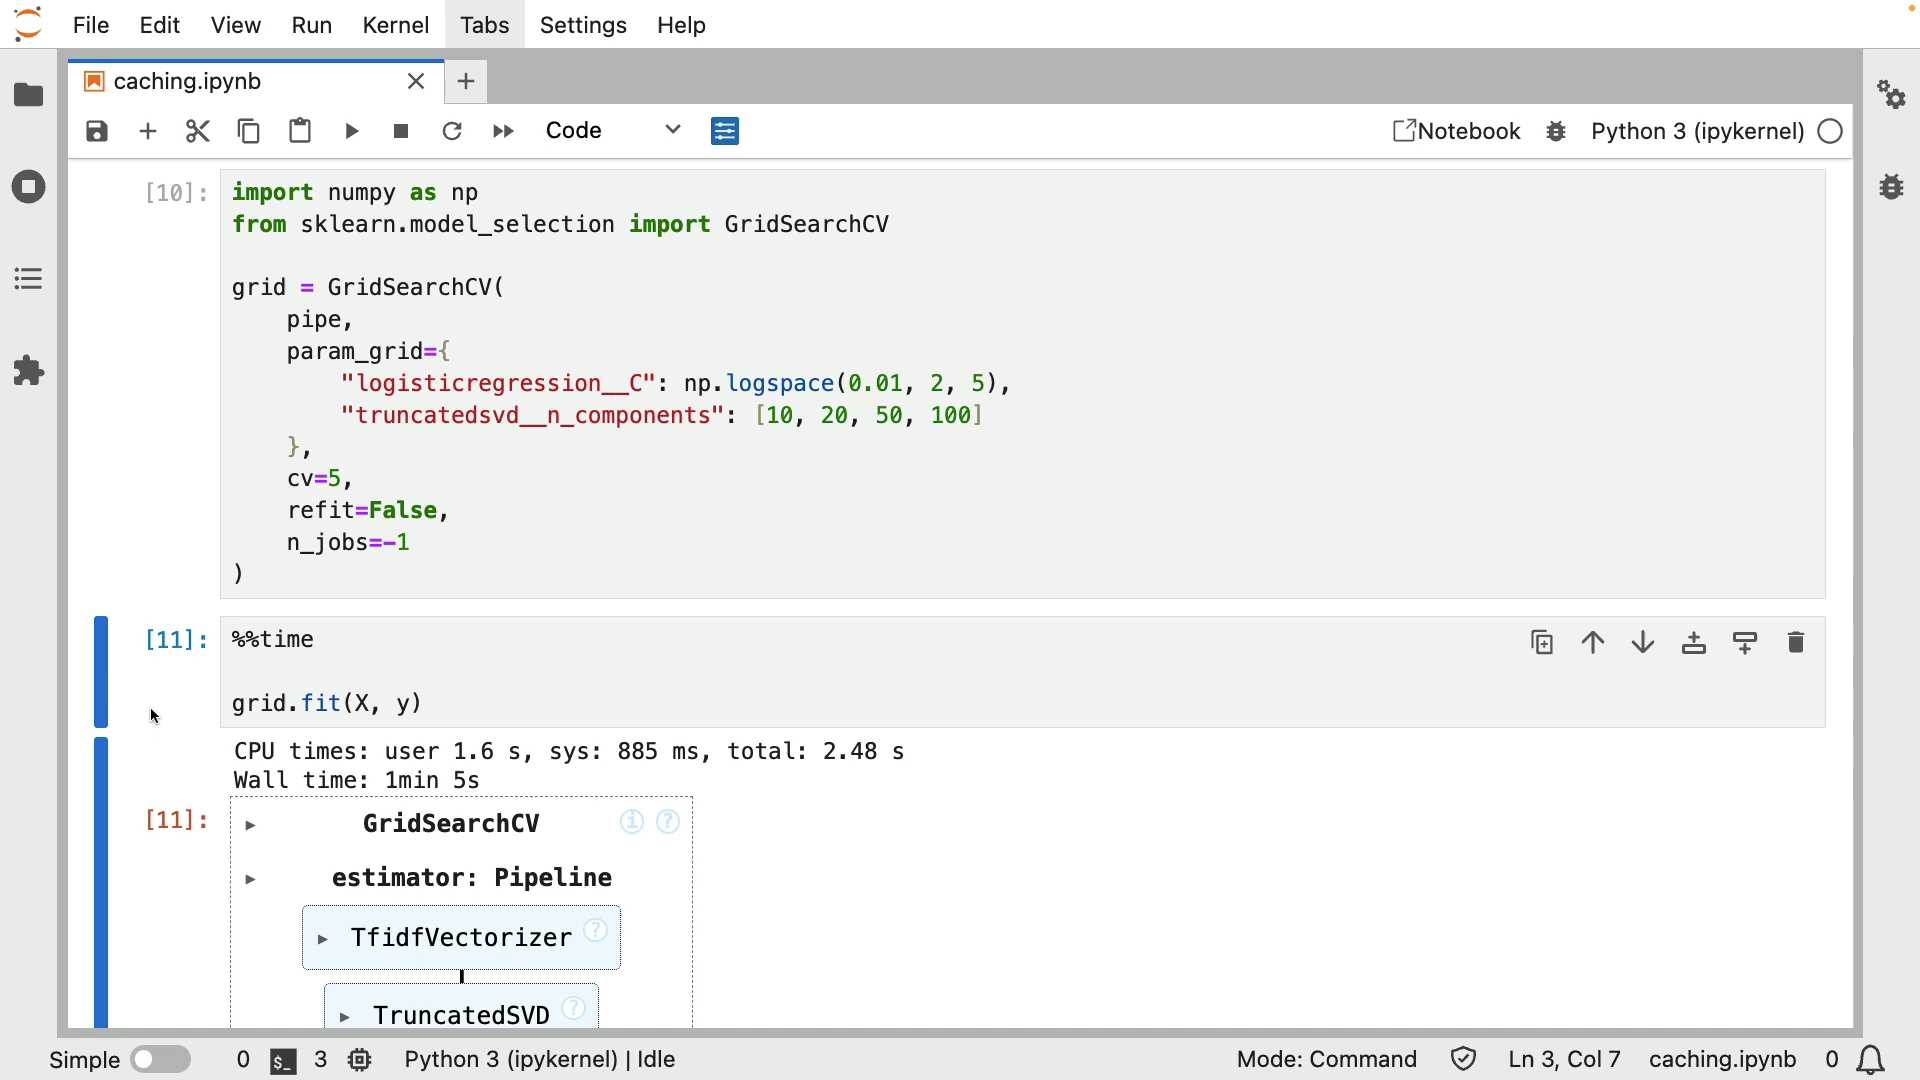 File Edit View Run Kernel Tabs Settings Help
caching.ipynb
Code Notebook Python 3 (ipykernel)
[10]: import numpy as np
from sklearn.model_selection import GridSearchCV
grid = GridSearchCV(
pipe,
param_grid={
"logisticregression__C": np.logspace(0.01, 2, 5),
"truncatedsvd__n_components": [10, 20, 50, 100]
},
cv=5,
refit=False,
n_jobs=-1
)
[11]: %%time
grid.fit(X, y)
CPU times: user 1.6 s, sys: 885 ms, total: 2.48 s
Wall time: 1min 5s
[11]: GridSearchCV
estimator: Pipeline
TfidfVectorizer
TruncatedSVD
Simple 0 3 Python 3 (ipykernel) | Idle Mode: Command Ln 3, Col 7 caching.ipynb 0